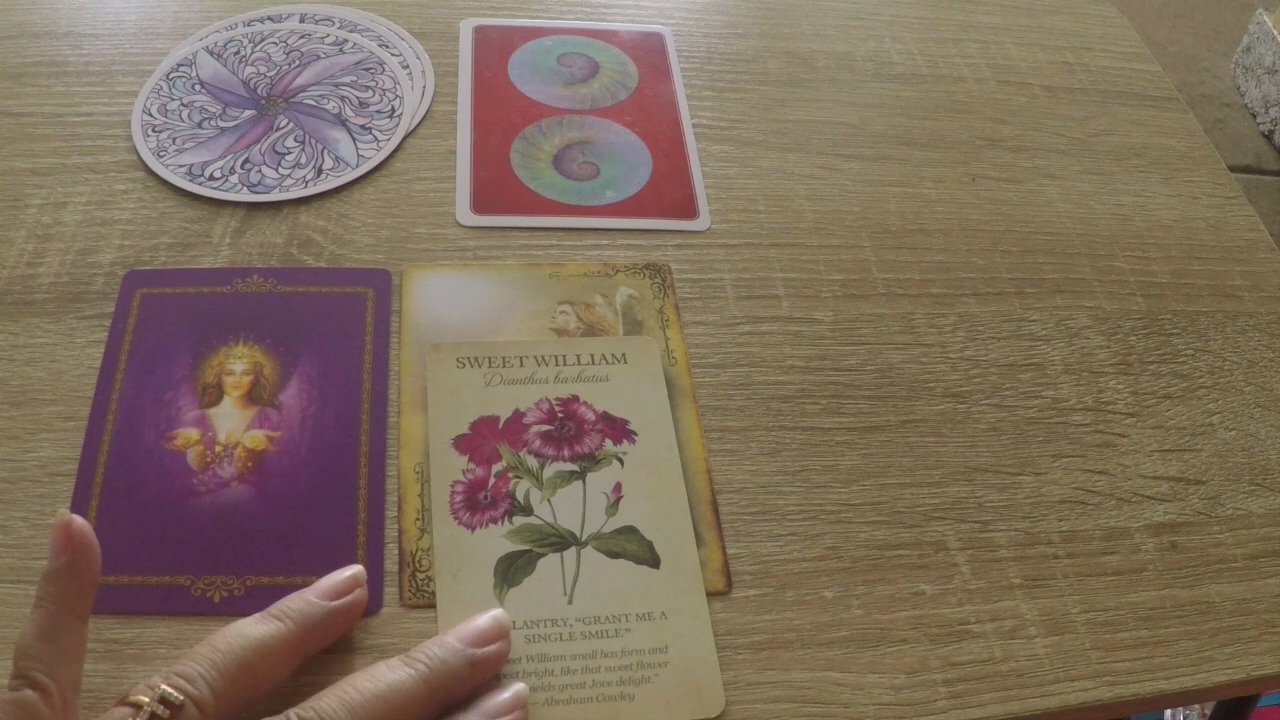 SWEET WILLIAM
Dianthus barbatus
LANTRY, "GRANT ME A
SINGLE SMILE."
eet William small has form and
pect bright, like that sweet flower
ields great Jove delight."
— Abraham Cowley